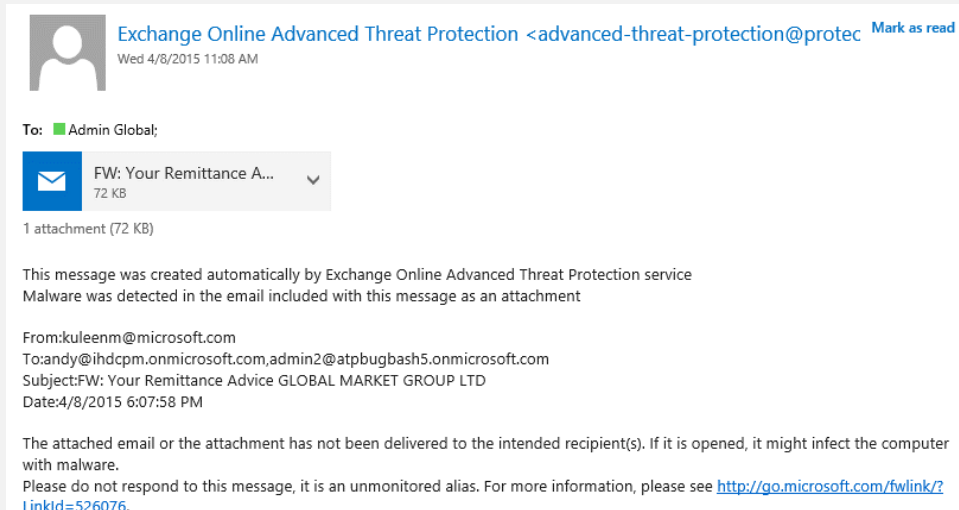 Exchange Online Advanced Threat Protection <advanced-threat-protection@protec Mark as read
Wed 4/8/2015 11:08 AM
To: Admin Global;
FW: Your Remittance A...
72 KB
1 attachment (72 KB)
This message was created automatically by Exchange Online Advanced Threat Protection service
Malware was detected in the email included with this message as an attachment
From:kuleenm@microsoft.com
To:andy@ihdcpm.onmicrosoft.com,admin2@atpbugbash5.onmicrosoft.com
Subject:FW: Your Remittance Advice GLOBAL MARKET GROUP LTD
Date:4/8/2015 6:07:58 PM
The attached email or the attachment has not been delivered to the intended recipient(s). If it is opened, it might infect the computer
with malware.
Please do not respond to this message, it is an unmonitored alias. For more information, please see http://go.microsoft.com/fwlink/?
LinkId=526076.